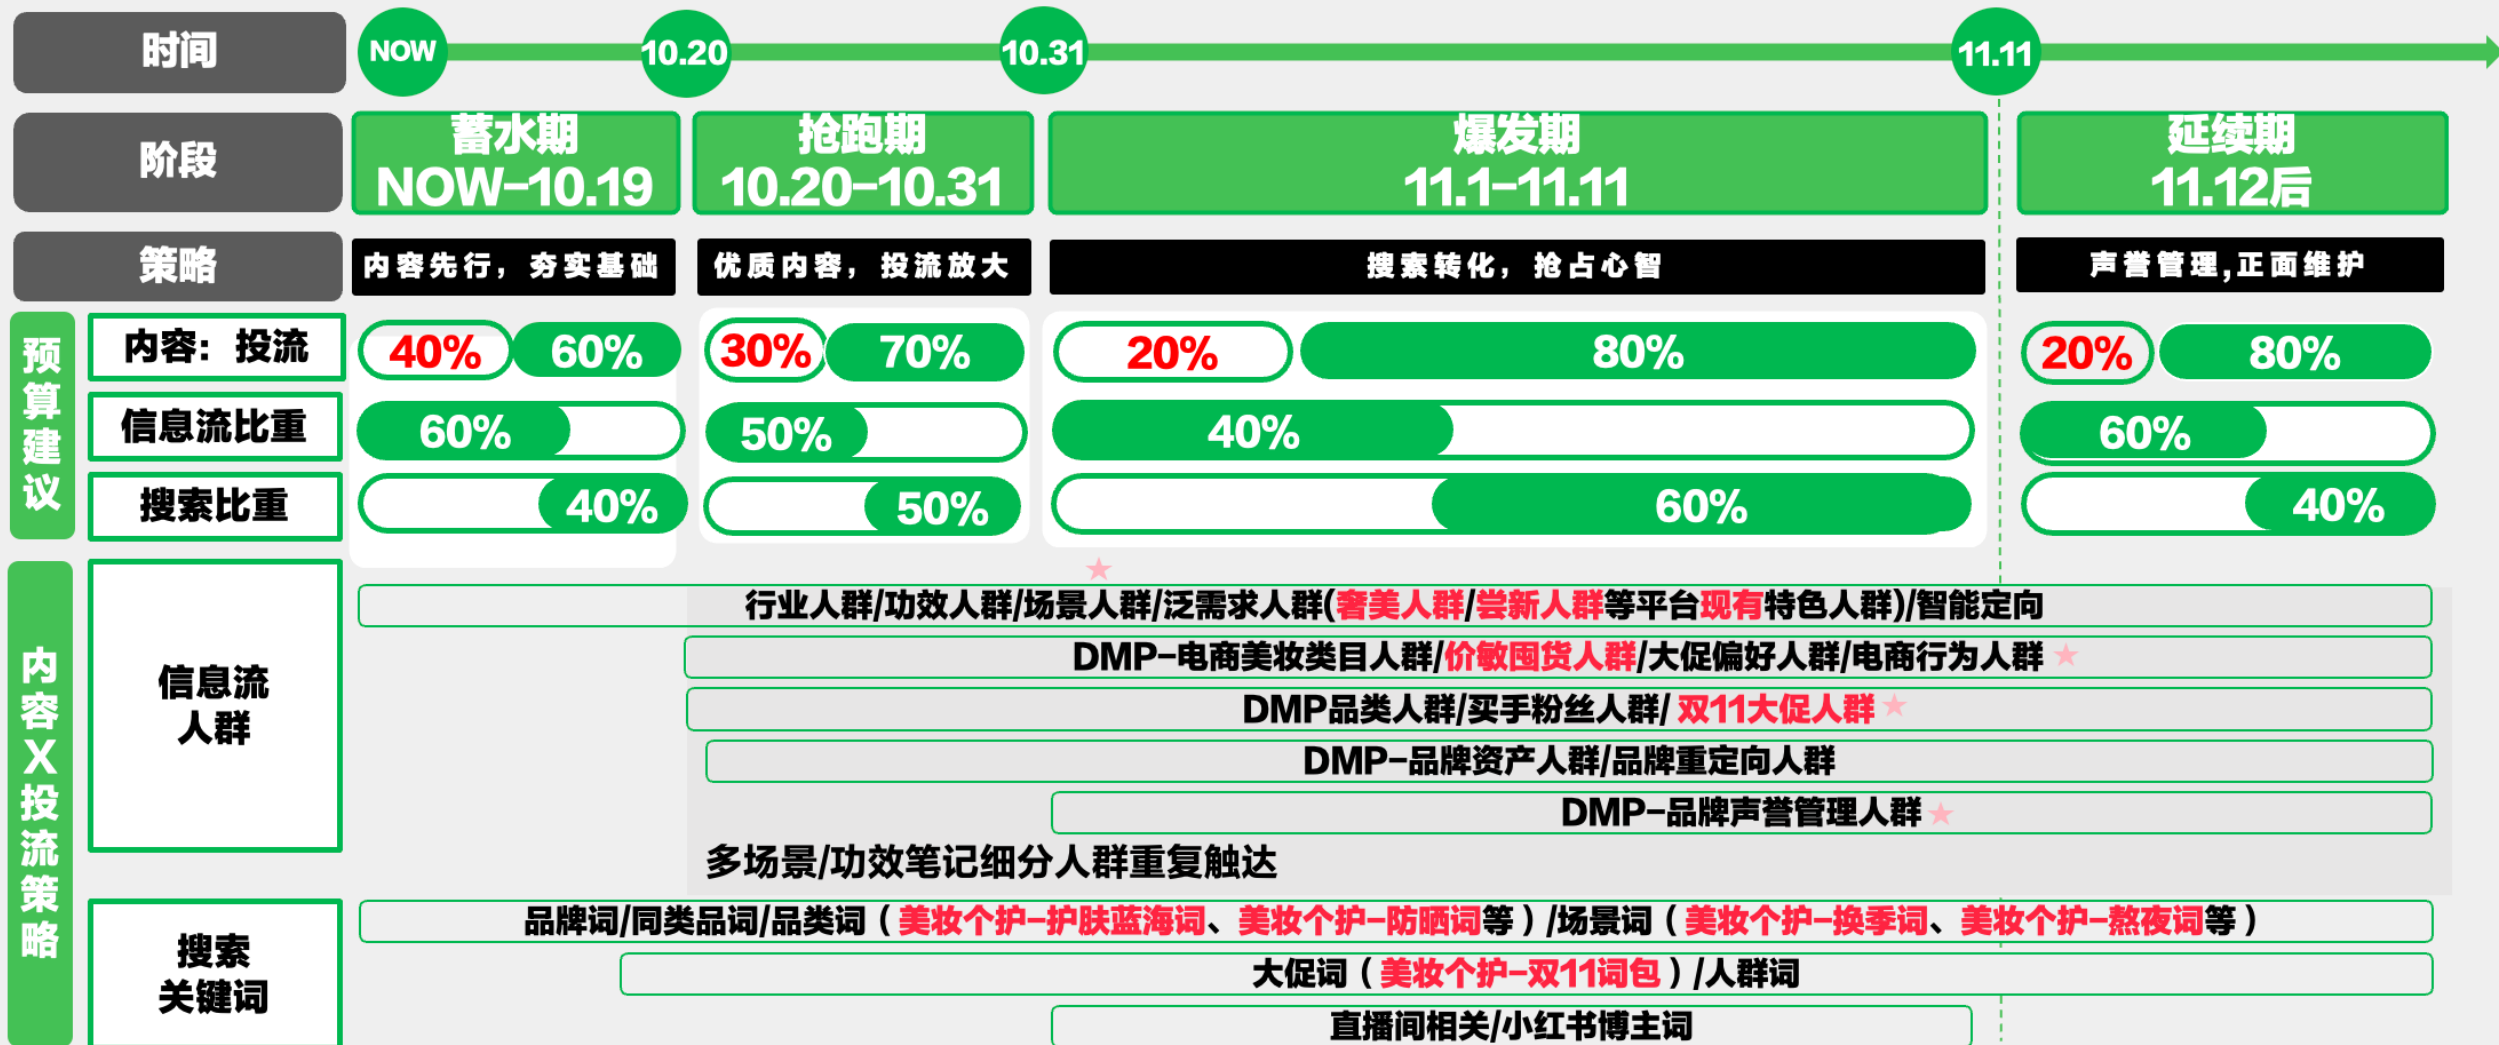 时间
NOW
10.20
10.31
11.11
阶段
蓄水期
NOW-10.19
抢跑期
10.20-10.31
爆发期
11.1-11.11
延续期
11.12后
策略
内容先行，夯实基础
优质内容，投流放大
搜索转化，抢占心智
声誉管理,正面维护
预算建议
内容：投流
40%
60%
30%
70%
20%
80%
20%
80%
信息流比重
60%
50%
40%
60%
搜索比重
40%
50%
60%
40%
内容X投流策略
信息流
人群
行业人群/功效人群/场景人群/泛需求人群(奢美人群/尝新人群等平台现有特色人群)/智能定向
DMP-电商美妆类目人群/价敏囤货人群/大促偏好人群/电商行为人群
DMP品类人群/买手粉丝人群/双11大促人群
DMP-品牌资产人群/品牌重定向人群
DMP-品牌声誉管理人群
多场景/功效笔记细分人群重复触达
搜索
关键词
品牌词/同类品词/品类词（美妆个护-护肤蓝海词、美妆个护-防晒词等）/场景词（美妆个护-换季词、美妆个护-熬夜词等）
大促词（美妆个护-双11词包）/人群词
直播间相关/小红书博主词